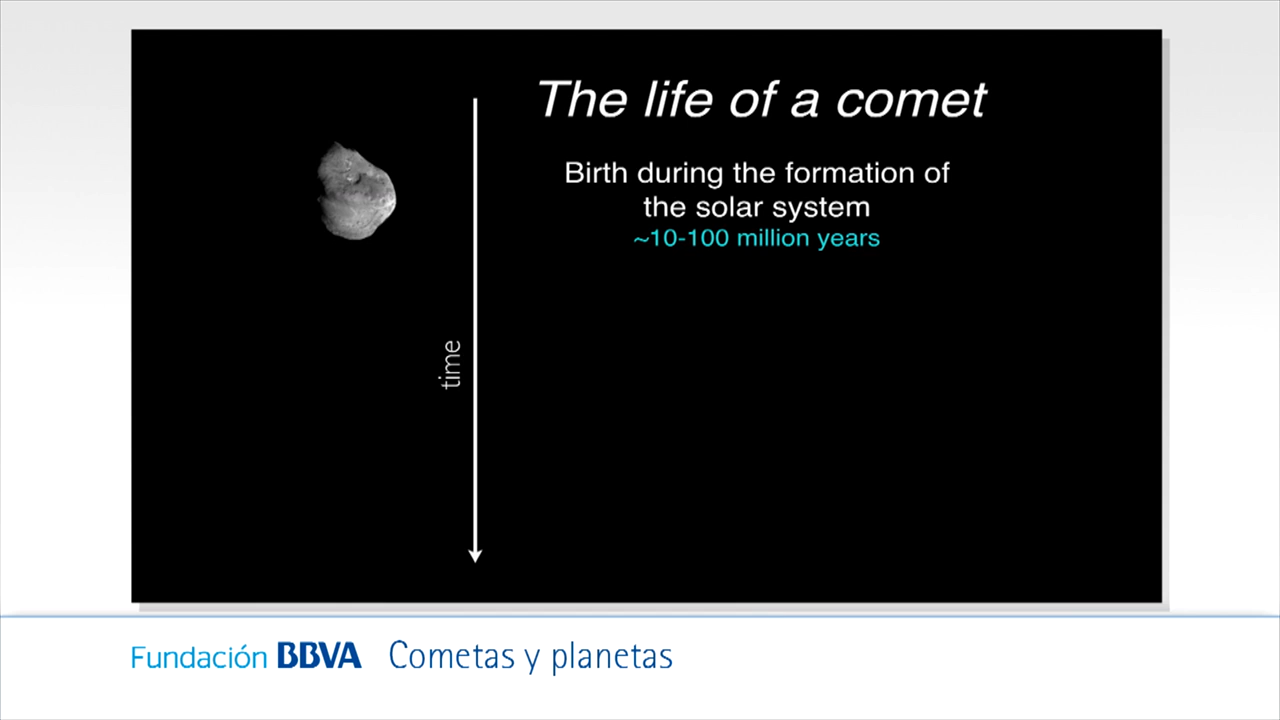 The life of a comet
Birth during the formation of
the solar system
~10-100 million years
time
Fundación BBVA Cometas y planetas